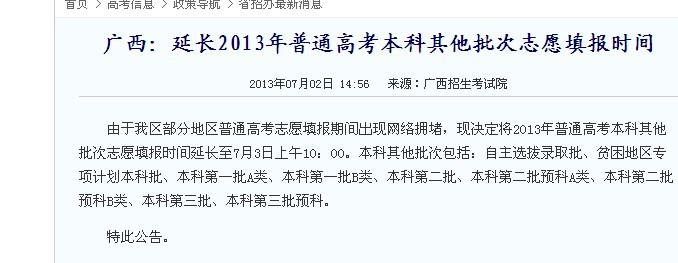 首页 > 高考信息 > 政策导航 > 省招办最新消息
广西：延长2013年普通高考本科其他批次志愿填报时间
2013年07月02日 14:56 来源：广西招生考试院
由于我区部分地区普通高考志愿填报期间出现网络拥堵，现决定将2013年普通高考本科其他
批次志愿填报时间延长至7月3日上午10：00。本科其他批次包括：自主选拔录取批、贫困地区专
项计划本科批、本科第一批A类、本科第一批B类、本科第二批、本科第二批预科A类、本科第二批
预科B类、本科第三批、本科第三批预科。
特此公告。